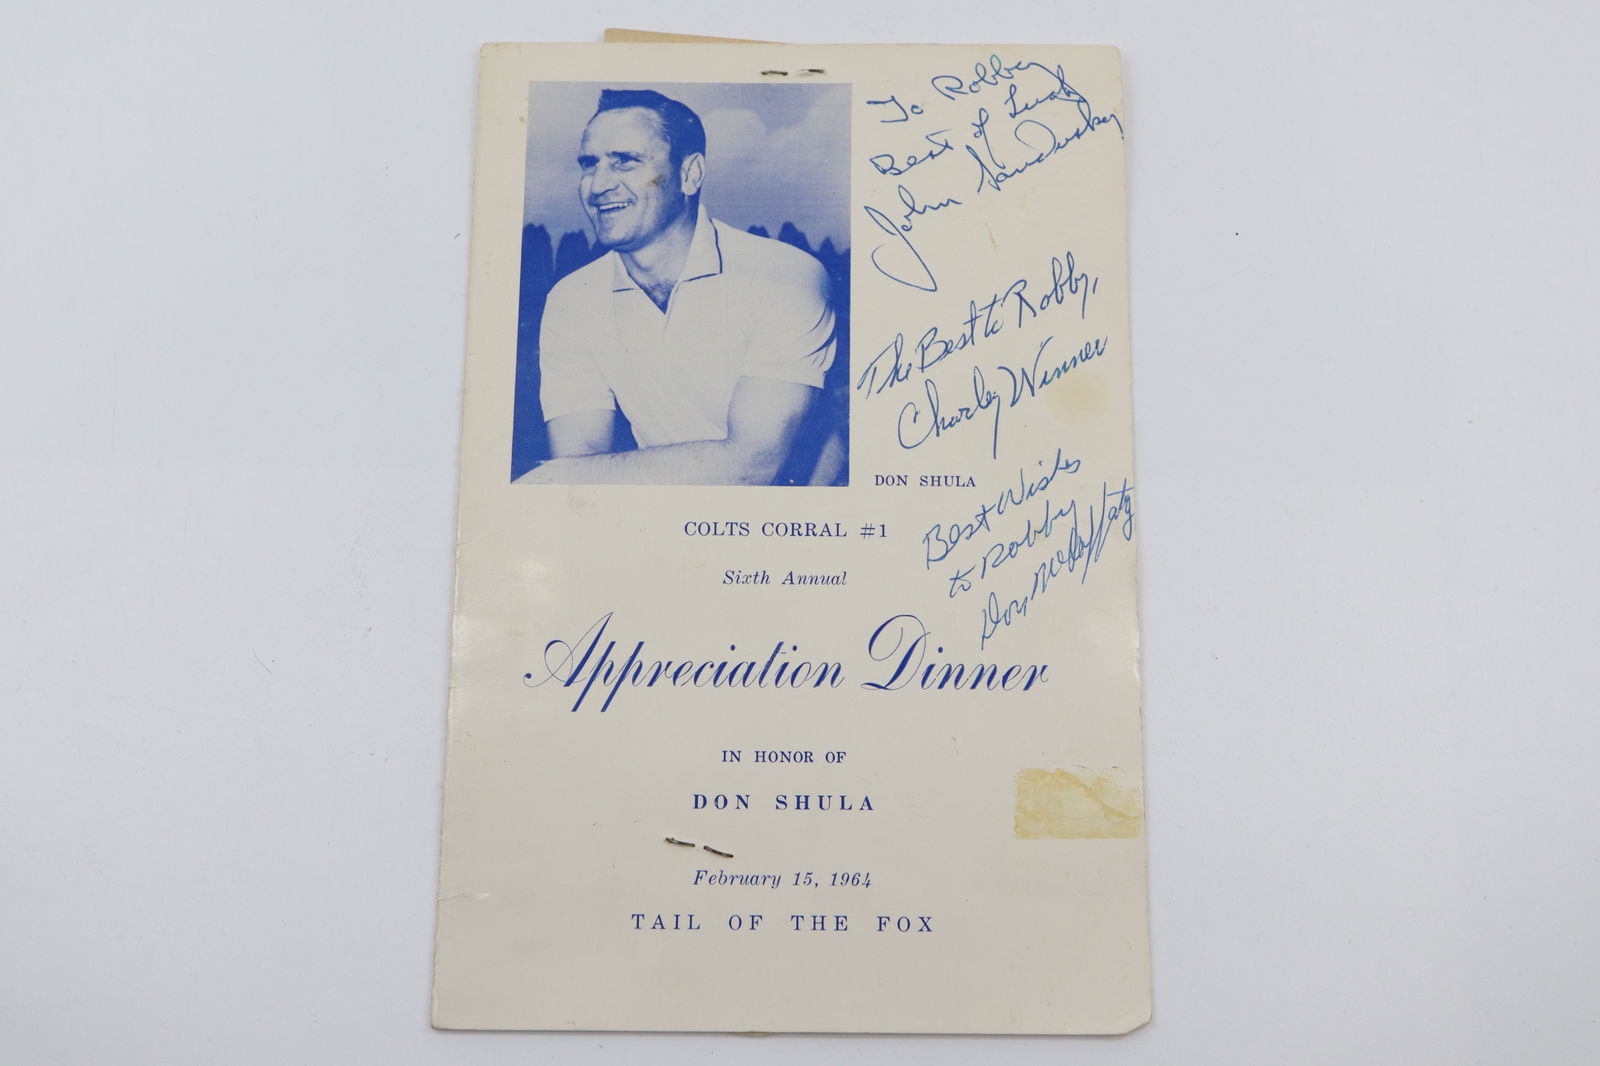 To Robbey
Best of Luck
John Sandusky
The Best to Robby,
Charley Winner
DON SHULA
Best Wishes
to Robby
Don McCafferty
COLTS CORRAL #1
Sixth Annual
Appreciation Dinner
IN HONOR OF
DON SHULA
February 15, 1964
TAIL OF THE FOX